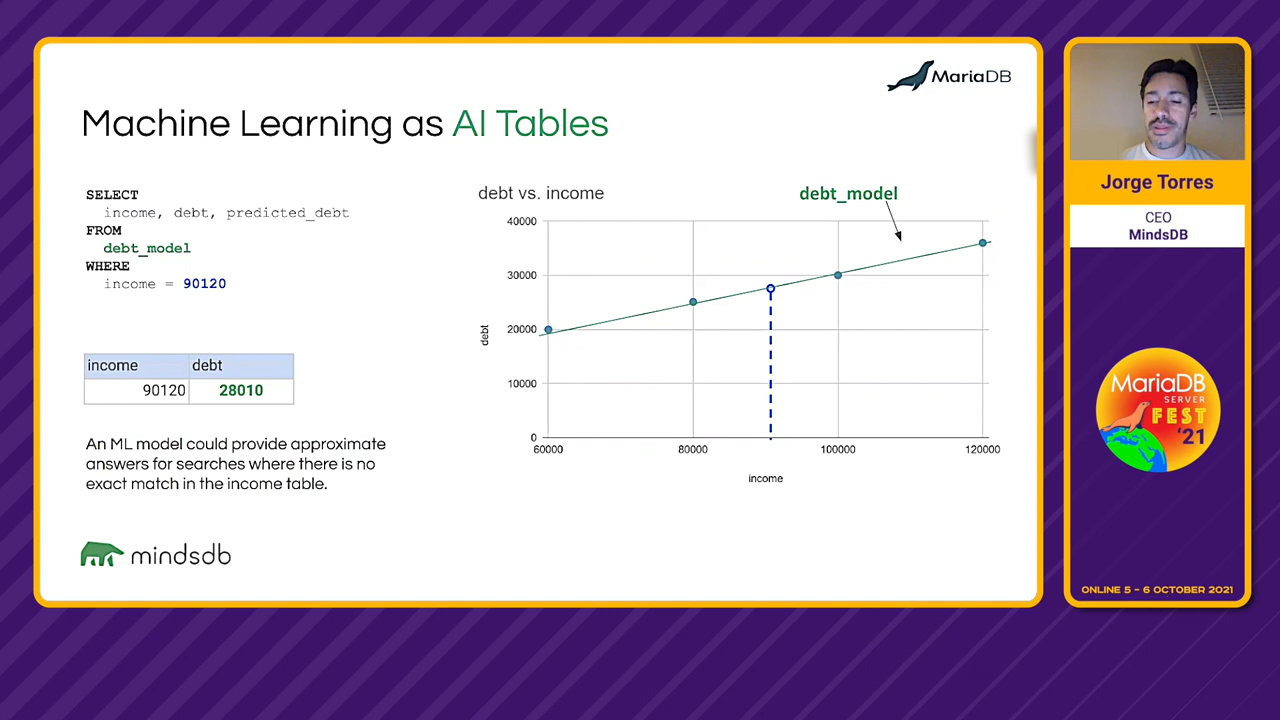 MariaDB
Machine Learning as AI Tables
SELECT
income, debt, predicted_debt
FROM
debt_model
WHERE
income = 90120
income debt
90120 28010
An ML model could provide approximate
answers for searches where there is no
exact match in the income table.
mindsdb
debt vs. income
debt_model
40000
30000
20000
10000
0
debt
60000 80000 100000 120000
income
Jorge Torres
CEO
MindsDB
MariaDB
SERVER
FEST
'21
ONLINE 5 - 6 OCTOBER 2021